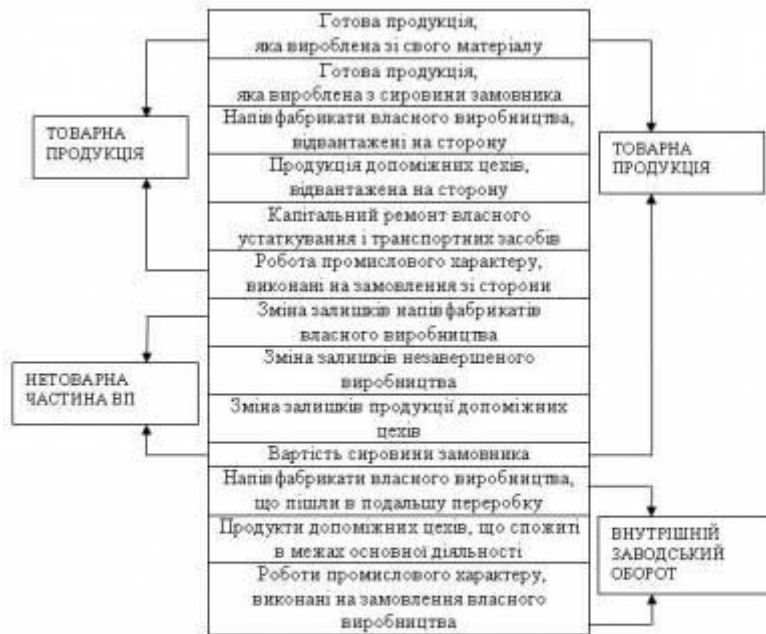 Готова продукція,
яка вироблена зі свого матеріалу
Готова продукція,
яка вироблена з сировини замовника
Напівфабрикати власного виробництва,
відвантажені на сторону
Продукція допоміжних цехів,
відвантажена на сторону
Капітальний ремонт власного
устаткування і транспортних засобів
Робота промислового характеру,
виконані на замовлення зі сторони
Зміна залишків напівфабрикатів
власного виробництва
Зміна залишків незавершеного
виробництва
Зміна залишків продукції допоміжних
цехів
Вартість сировини замовника
Напівфабрикати власного виробництва,
що пішли в подальшу переробку
Продукти допоміжних цехів, що спожиті
в межах основної діяльності
Роботи промислового характеру,
виконані на замовлення власного
виробництва
ТОВАРНА
ПРОДУКЦІЯ
НЕТОВАРНА
ЧАСТИНА ВП
ТОВАРНА
ПРОДУКЦІЯ
ВНУТРІШНІЙ
ЗАВОДСЬКИЙ
ОБОРОТ